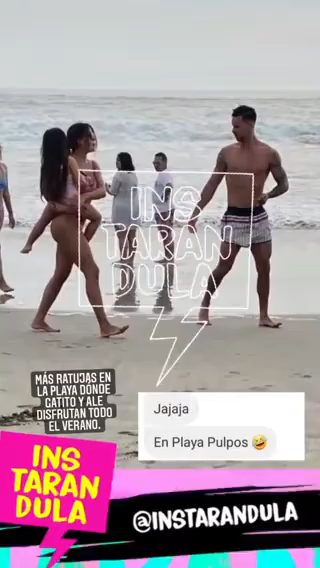 INS
TARAN
DULA
MÁS RATUJAS EN
LA PLAYA DÓNDE
GATITO Y ALE
DISFRUTAN TODO
EL VERANO.
Jajaja
En Playa Pulpos 🤣
INS
TARAN
DULA
@INSTARANDULA